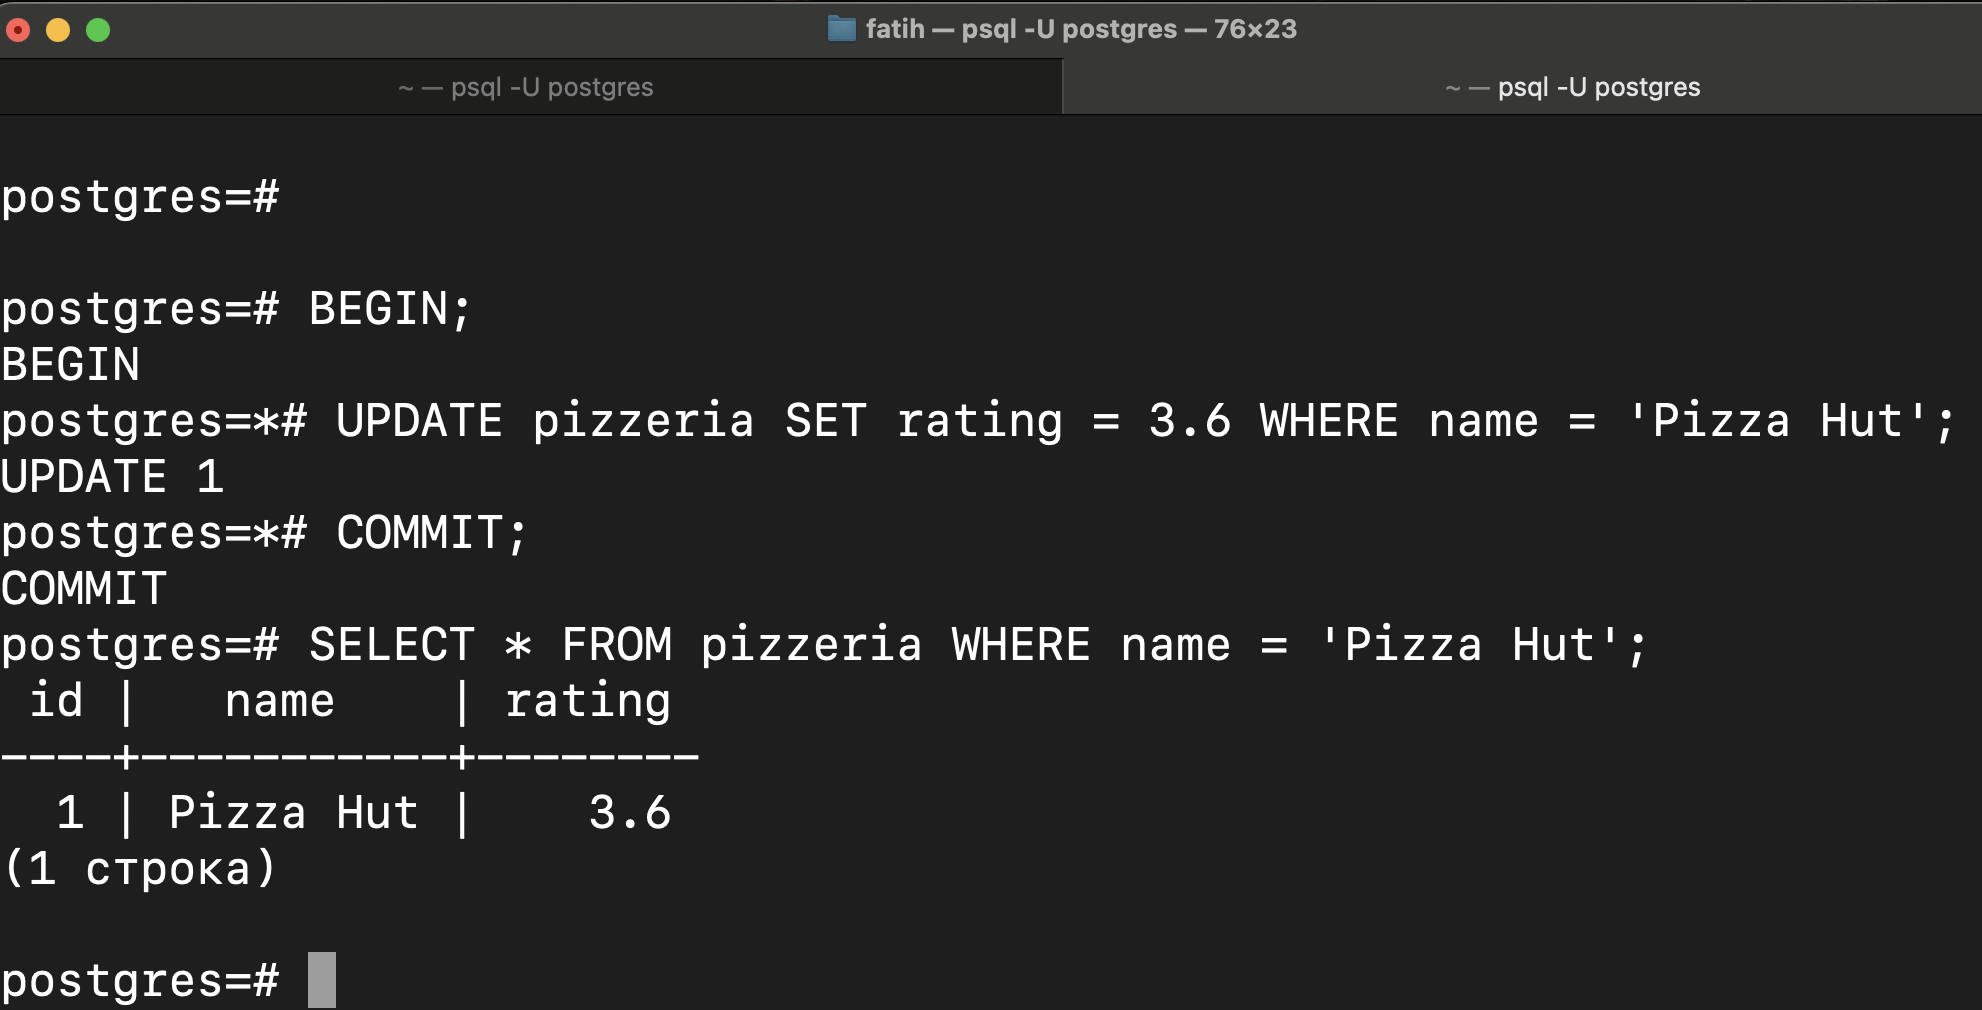 fatih — psql -U postgres — 76×23
~ — psql -U postgres
~ — psql -U postgres
postgres=#
postgres=# BEGIN;
BEGIN
postgres=*# UPDATE pizzeria SET rating = 3.6 WHERE name = 'Pizza Hut';
UPDATE 1
postgres=*# COMMIT;
COMMIT
postgres=# SELECT * FROM pizzeria WHERE name = 'Pizza Hut';
 id |   name    | rating
----+-----------+--------
  1 | Pizza Hut |    3.6
(1 строка)
postgres=#